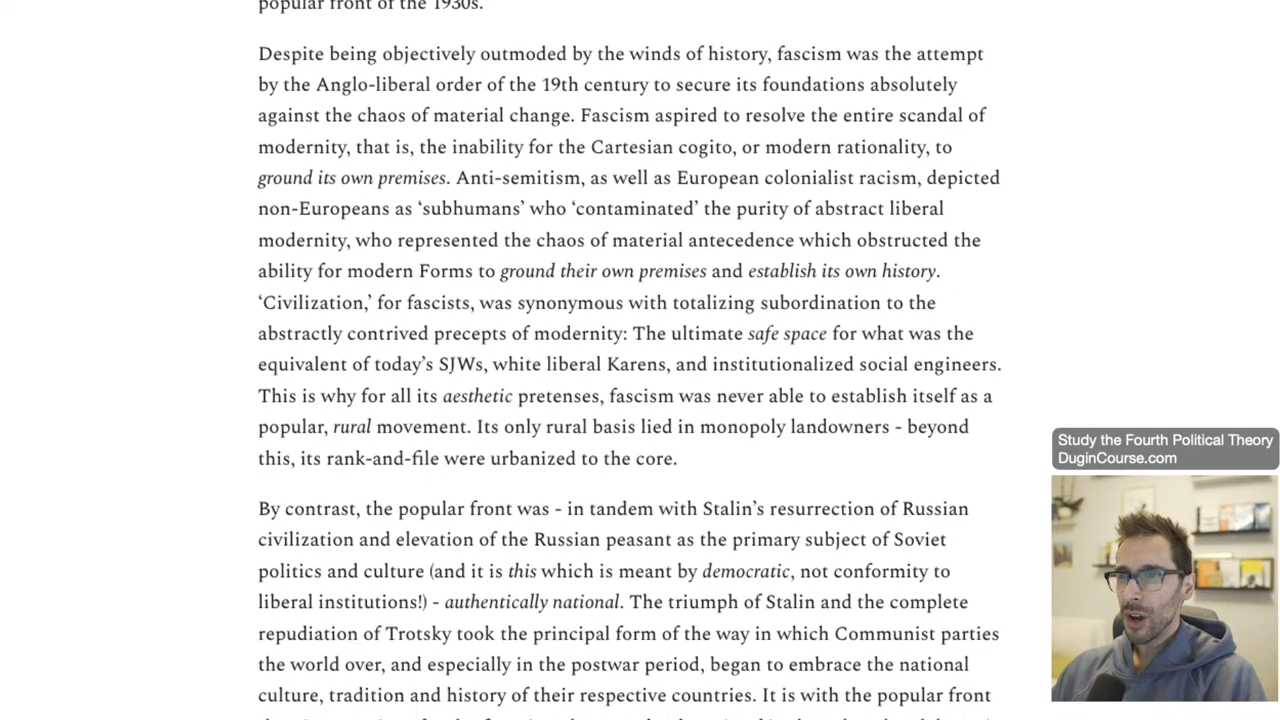 popular front of the 1930s.
Despite being objectively outmoded by the winds of history, fascism was the attempt
by the Anglo-liberal order of the 19th century to secure its foundations absolutely
against the chaos of material change. Fascism aspired to resolve the entire scandal of
modernity, that is, the inability for the Cartesian cogito, or modern rationality, to
ground its own premises. Anti-semitism, as well as European colonialist racism, depicted
non-Europeans as ‘subhumans’ who ‘contaminated’ the purity of abstract liberal
modernity, who represented the chaos of material antecedence which obstructed the
ability for modern Forms to ground their own premises and establish its own history.
‘Civilization,’ for fascists, was synonymous with totalizing subordination to the
abstractly contrived precepts of modernity: The ultimate safe space for what was the
equivalent of today’s SJWs, white liberal Karens, and institutionalized social engineers.
This is why for all its aesthetic pretenses, fascism was never able to establish itself as a
popular, rural movement. Its only rural basis lied in monopoly landowners - beyond
this, its rank-and-file were urbanized to the core.
By contrast, the popular front was - in tandem with Stalin’s resurrection of Russian
civilization and elevation of the Russian peasant as the primary subject of Soviet
politics and culture (and it is this which is meant by democratic, not conformity to
liberal institutions!) - authentically national. The triumph of Stalin and the complete
repudiation of Trotsky took the principal form of the way in which Communist parties
the world over, and especially in the postwar period, began to embrace the national
culture, tradition and history of their respective countries. It is with the popular front
Study the Fourth Political Theory
DuginCourse.com